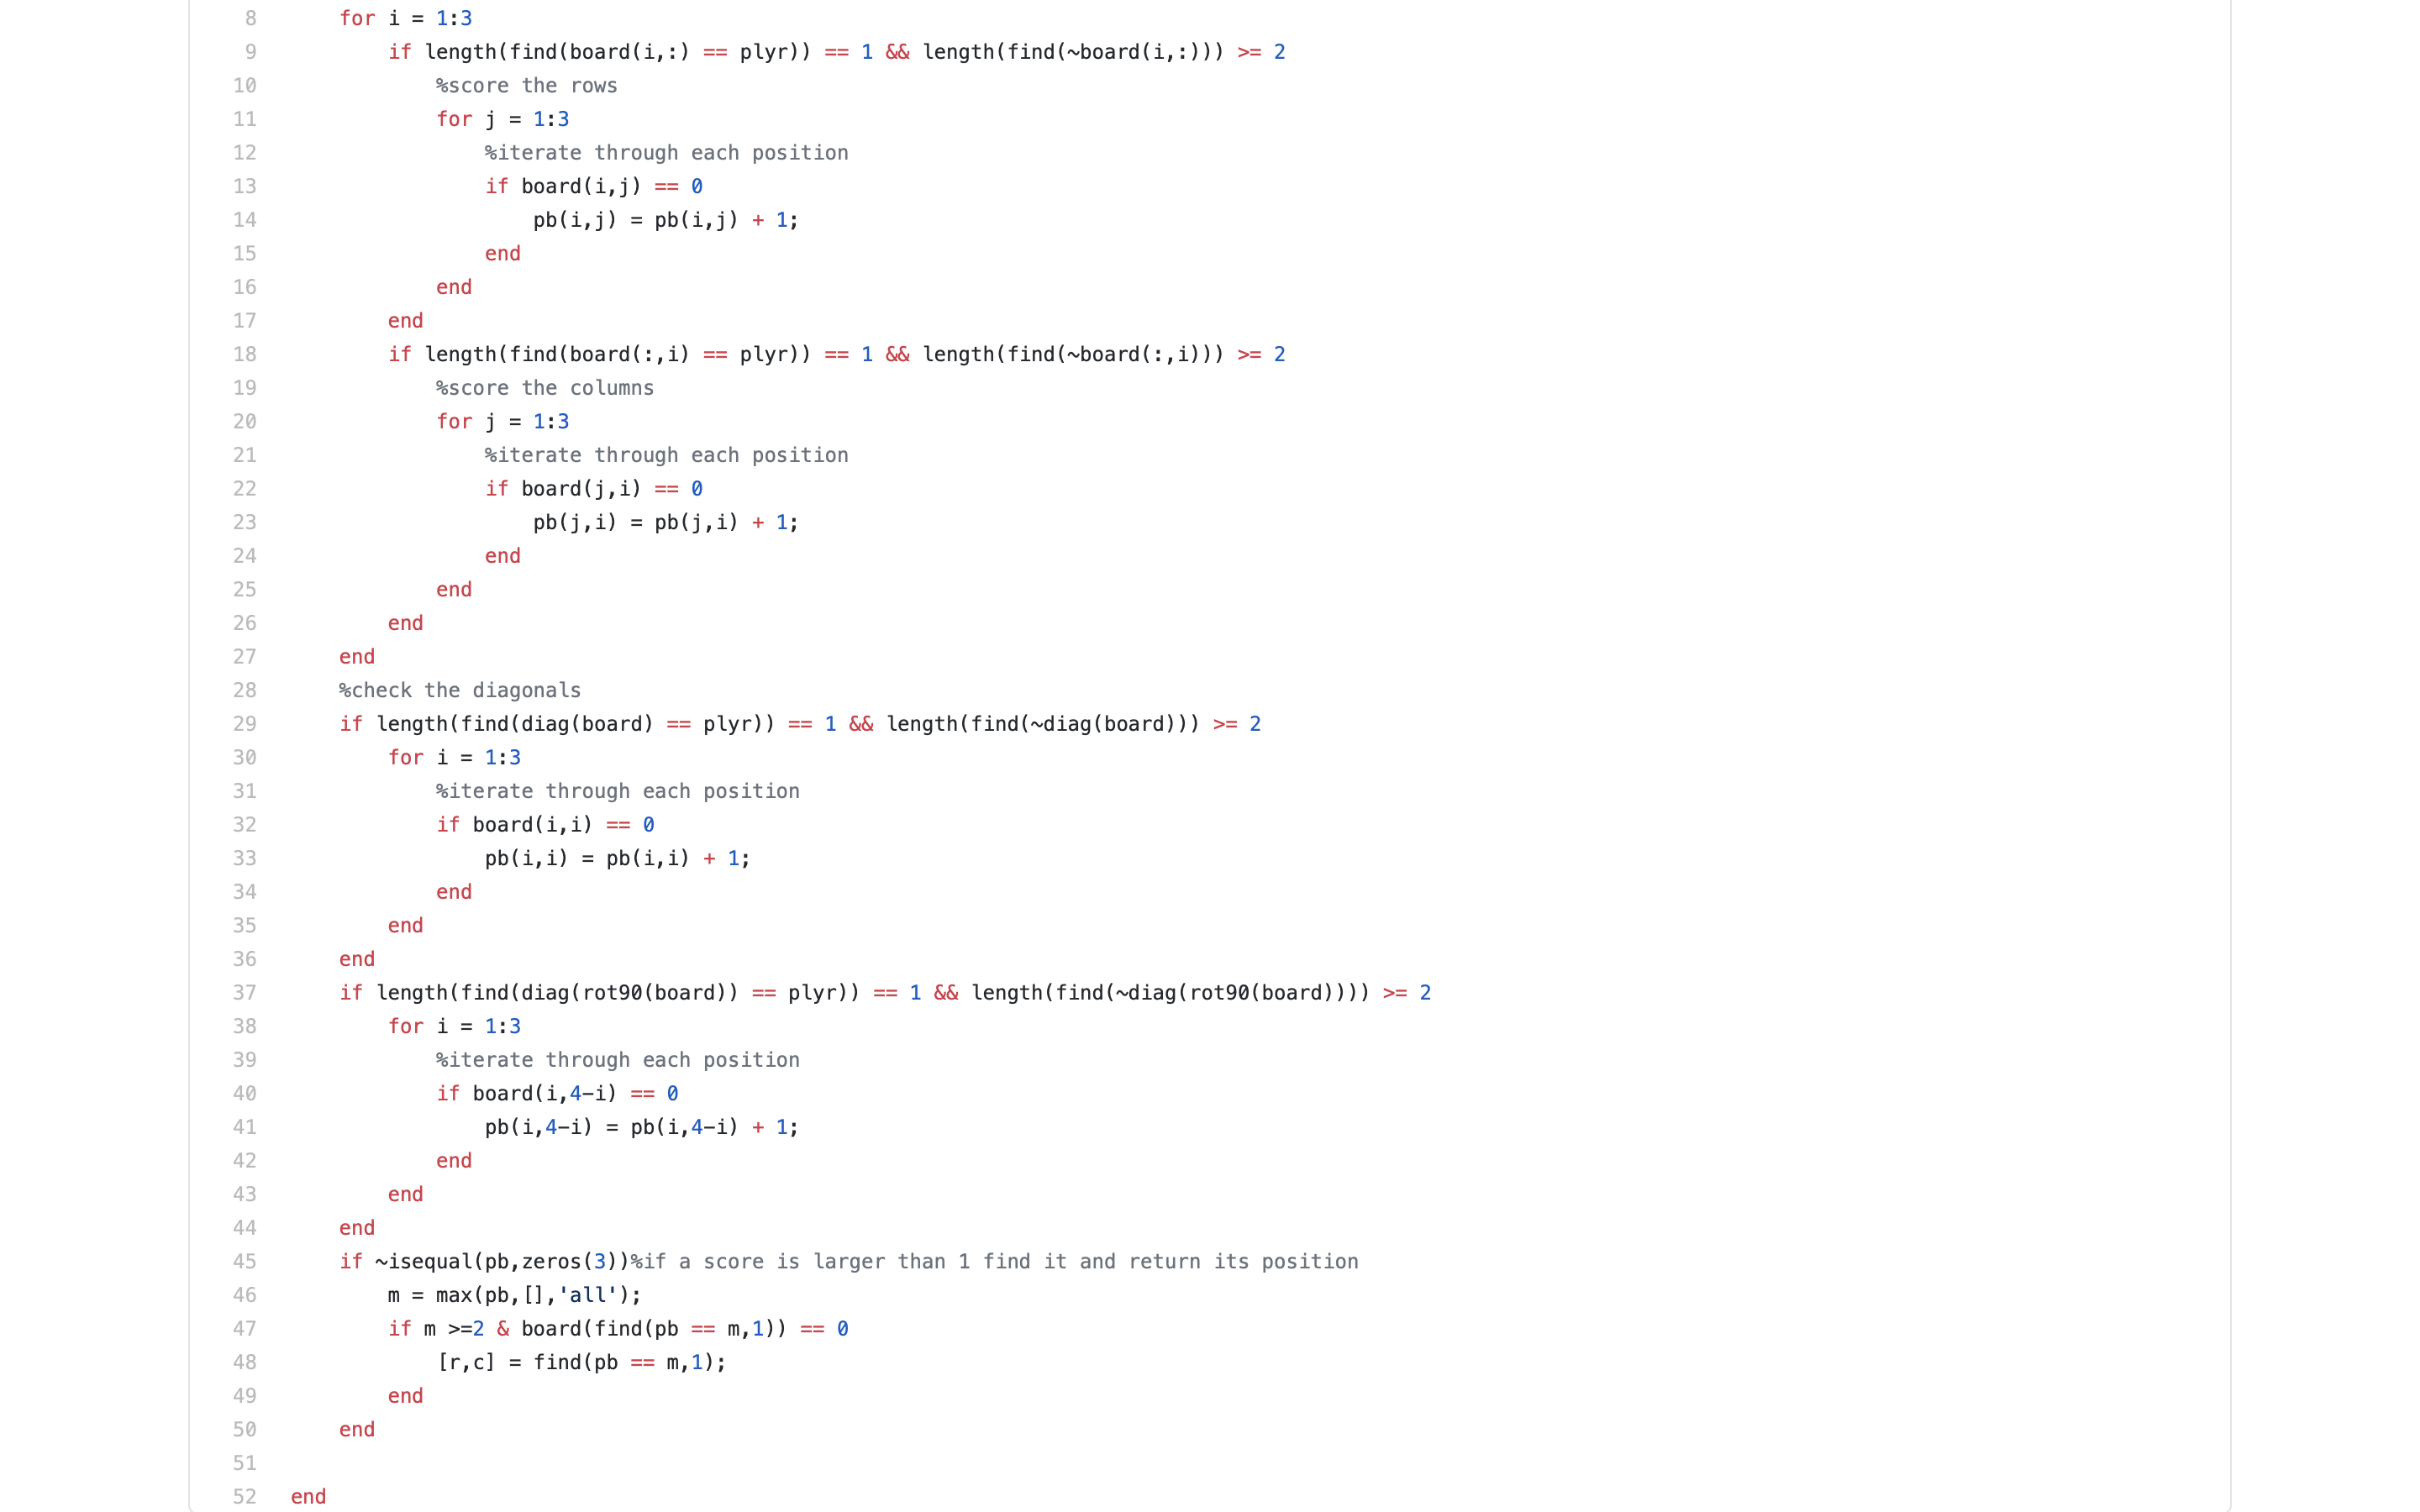 8 for i = 1:3
9 if length(find(board(i,:) == plyr)) == 1 && length(find(~board(i,:))) >= 2
10 %score the rows
11 for j = 1:3
12 %iterate through each position
13 if board(i,j) == 0
14 pb(i,j) = pb(i,j) + 1;
15 end
16 end
17 end
18 if length(find(board(:,i) == plyr)) == 1 && length(find(~board(:,i))) >= 2
19 %score the columns
20 for j = 1:3
21 %iterate through each position
22 if board(j,i) == 0
23 pb(j,i) = pb(j,i) + 1;
24 end
25 end
26 end
27 end
28 %check the diagonals
29 if length(find(diag(board) == plyr)) == 1 && length(find(~diag(board))) >= 2
30 for i = 1:3
31 %iterate through each position
32 if board(i,i) == 0
33 pb(i,i) = pb(i,i) + 1;
34 end
35 end
36 end
37 if length(find(diag(rot90(board)) == plyr)) == 1 && length(find(~diag(rot90(board)))) >= 2
38 for i = 1:3
39 %iterate through each position
40 if board(i,4-i) == 0
41 pb(i,4-i) = pb(i,4-i) + 1;
42 end
43 end
44 end
45 if ~isequal(pb,zeros(3))%if a score is larger than 1 find it and return its position
46 m = max(pb,[],'all');
47 if m >=2 & board(find(pb == m,1)) == 0
48 [r,c] = find(pb == m,1);
49 end
50 end
51
52 end